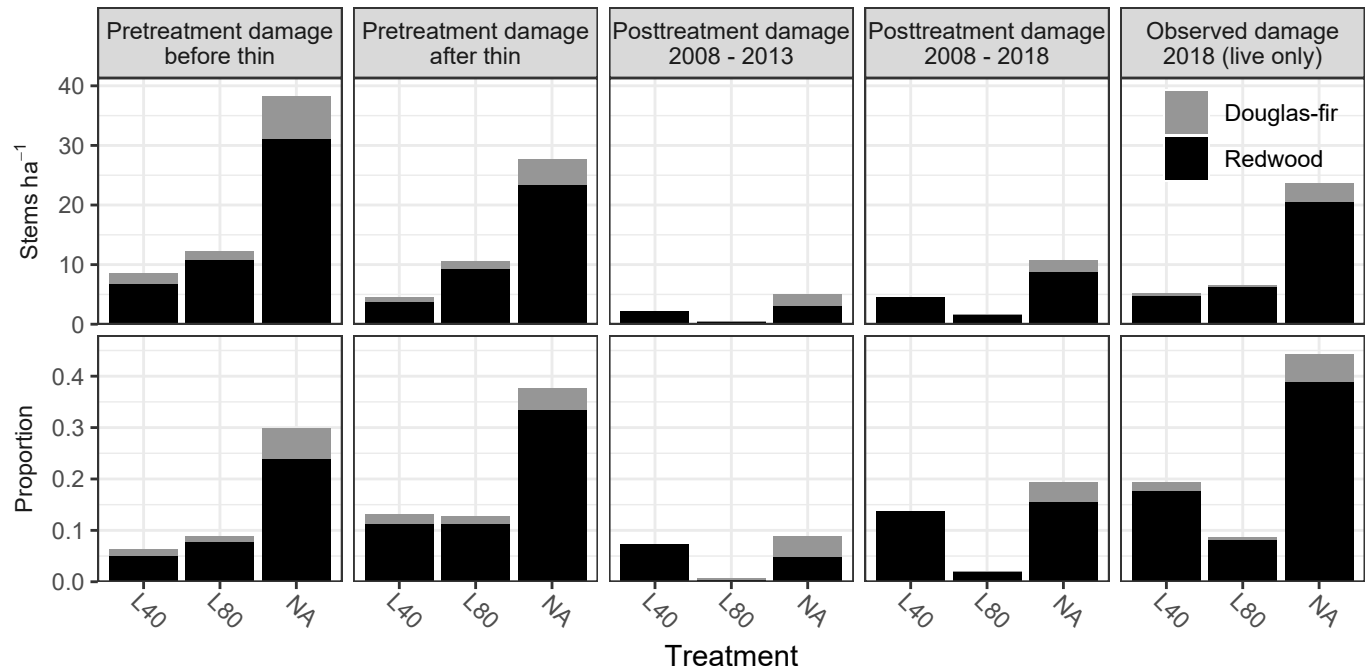 Pretreatment damage
before thin
Pretreatment damage
after thin
Posttreatment damage
2008 - 2013
Posttreatment damage
2008 - 2018
Observed damage
2018 (live only)
Stems ha⁻¹
40
30
20
10
0
Douglas-fir
Redwood
Proportion
0.4
0.3
0.2
0.1
0.0
L40 L80 NA L40 L80 NA L40 L80 NA L40 L80 NA L40 L80 NA
Treatment